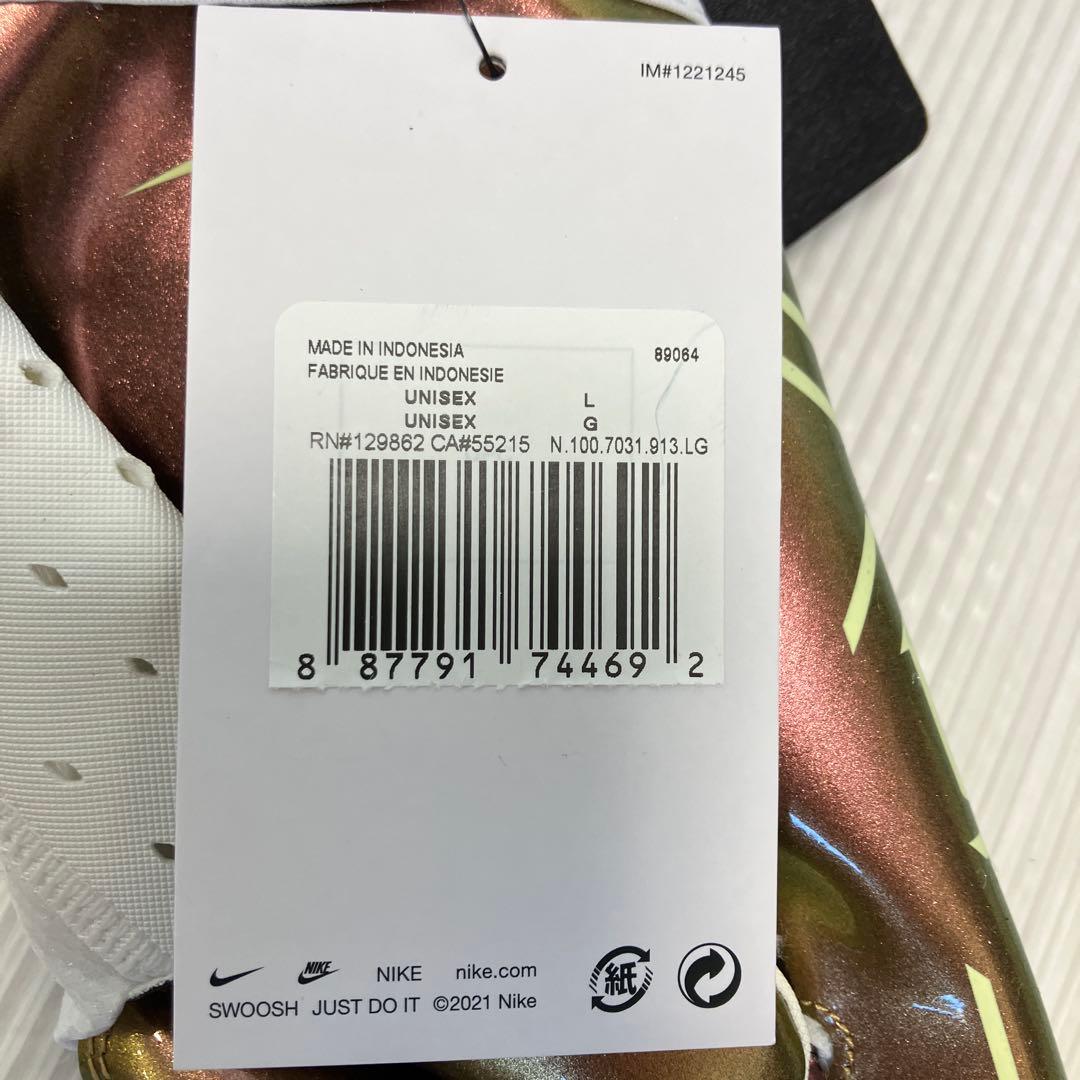 IM#1221245
MADE IN INDONESIA 89064
FABRIQUE EN INDONESIE
UNISEX L
UNISEX G
RN#129862 CA#55215 N.100.7031.913.LG
8 87791 74469 2
NIKE NIKE nike.com 紙
SWOOSH JUST DO IT ©2021 Nike